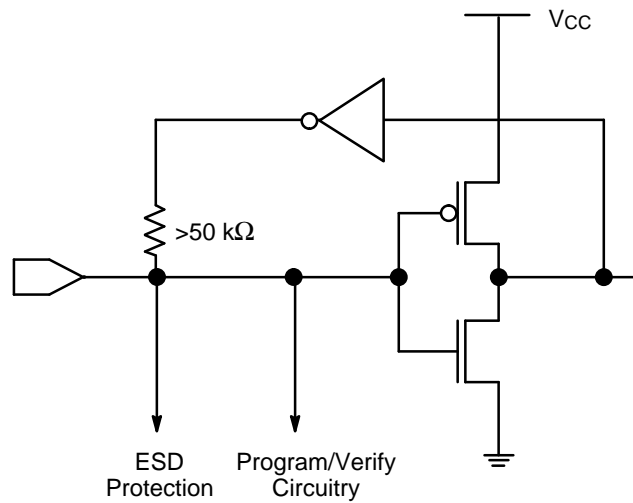 VCC
>50 kΩ
ESD
Protection
Program/Verify
Circuitry